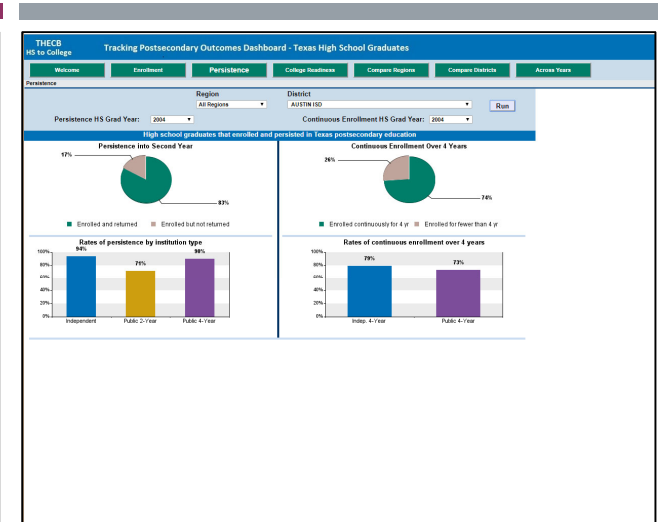 THECB
HS to College
Tracking Postsecondary Outcomes Dashboard - Texas High School Graduates
Welcome Enrollment Persistence College Readiness Compare Regions Compare Districts Across Years
Persistence
Region District
All Regions AUSTIN ISD Run
Persistence HS Grad Year: 2004 Continuous Enrollment HS Grad Year: 2004
High school graduates that enrolled and persisted in Texas postsecondary education
Persistence into Second Year
17%
83%
Enrolled and returned Enrolled but not returned
Continuous Enrollment Over 4 Years
26%
74%
Enrolled continuously for 4 yr Enrolled for fewer than 4 yr
Rates of persistence by institution type
100%
80%
60%
40%
20%
0%
94%
71%
90%
Independent Public 2-Year Public 4-Year
Rates of continuous enrollment over 4 years
100%
80%
60%
40%
20%
0%
79%
73%
Indep. 4-Year Public 4-Year